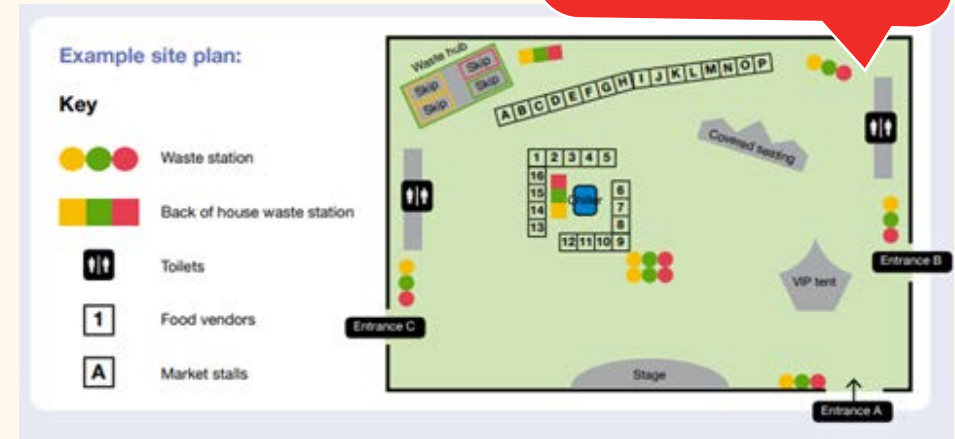 Example site plan:
Key
Waste station
Back of house waste station
Toilets
1 Food vendors
A Market stalls
Waste hub
Skip Skip
Skip Skip
A B C D E F G H I J K L M N O P
Covered seating
1 2 3 4 5
16
15
14
13
Chiller
6
7
8
12 11 10 9
Entrance B
VIP tent
Entrance C
Stage
Entrance A